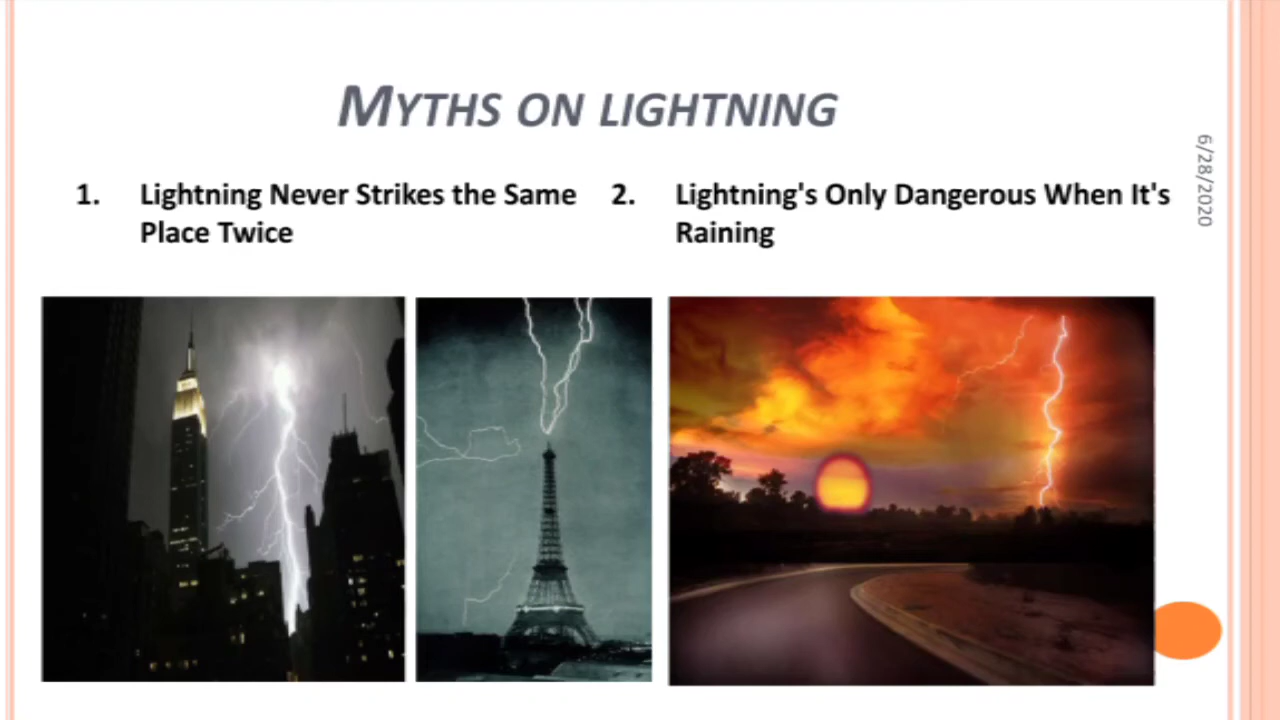 MYTHS ON LIGHTNING
1. Lightning Never Strikes the Same
Place Twice
2. Lightning's Only Dangerous When It's
Raining
6/28/2020